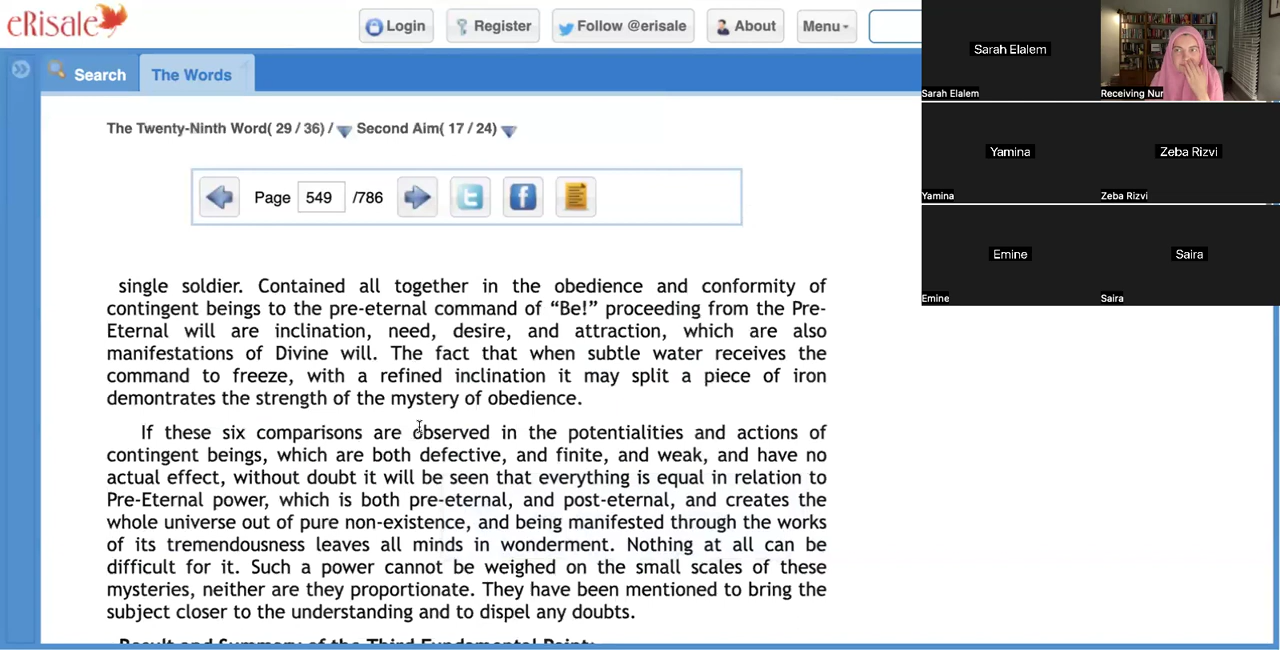 eRisale
Login
Register
Follow @erisale
About
Menu
Search
The Words
The Twenty-Ninth Word( 29 / 36) / Second Aim( 17 / 24)
Page 549 /786
single soldier. Contained all together in the obedience and conformity of
contingent beings to the pre-eternal command of “Be!” proceeding from the Pre-
Eternal will are inclination, need, desire, and attraction, which are also
manifestations of Divine will. The fact that when subtle water receives the
command to freeze, with a refined inclination it may split a piece of iron
demontrates the strength of the mystery of obedience.
If these six comparisons are observed in the potentialities and actions of
contingent beings, which are both defective, and finite, and weak, and have no
actual effect, without doubt it will be seen that everything is equal in relation to
Pre-Eternal power, which is both pre-eternal, and post-eternal, and creates the
whole universe out of pure non-existence, and being manifested through the works
of its tremendousness leaves all minds in wonderment. Nothing at all can be
difficult for it. Such a power cannot be weighed on the small scales of these
mysteries, neither are they proportionate. They have been mentioned to bring the
subject closer to the understanding and to dispel any doubts.
Result and Summary of the Third Fundamental Point:
Sarah Elalem
Sarah Elalem
Receiving Nur
Yamina
Yamina
Zeba Rizvi
Zeba Rizvi
Emine
Emine
Saira
Saira